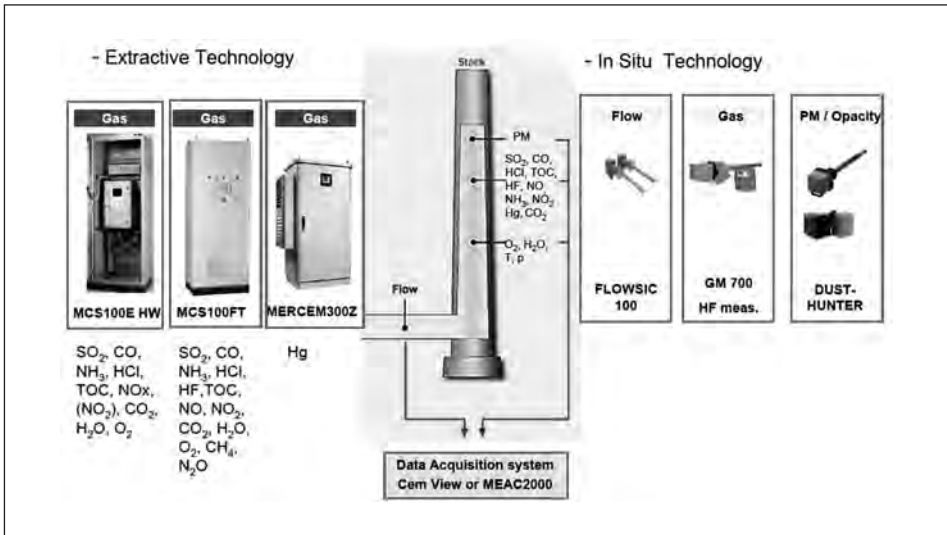 - Extractive Technology
Gas
MCS100E HW
SO₂, CO,
NH₃, HCl,
TOC, NOx,
(NO₂), CO₂,
H₂O, O₂
Gas
MCS100FT
SO₂, CO,
NH₃, HCl,
HF,TOC,
NO, NO₂,
CO₂, H₂O,
O₂, CH₄,
N₂O
Gas
MERCEM300Z
Hg
Stack
PM
SO₂, CO,
HCl, TOC,
HF, NO
NH₃, NO₂
Hg, CO₂
O₂, H₂O,
T, p
Flow
Data Acquisition system
Cem View or MEAC2000
- In Situ Technology
Flow
FLOWSIC
100
Gas
GM 700
HF meas.
PM / Opacity
DUST-
HUNTER